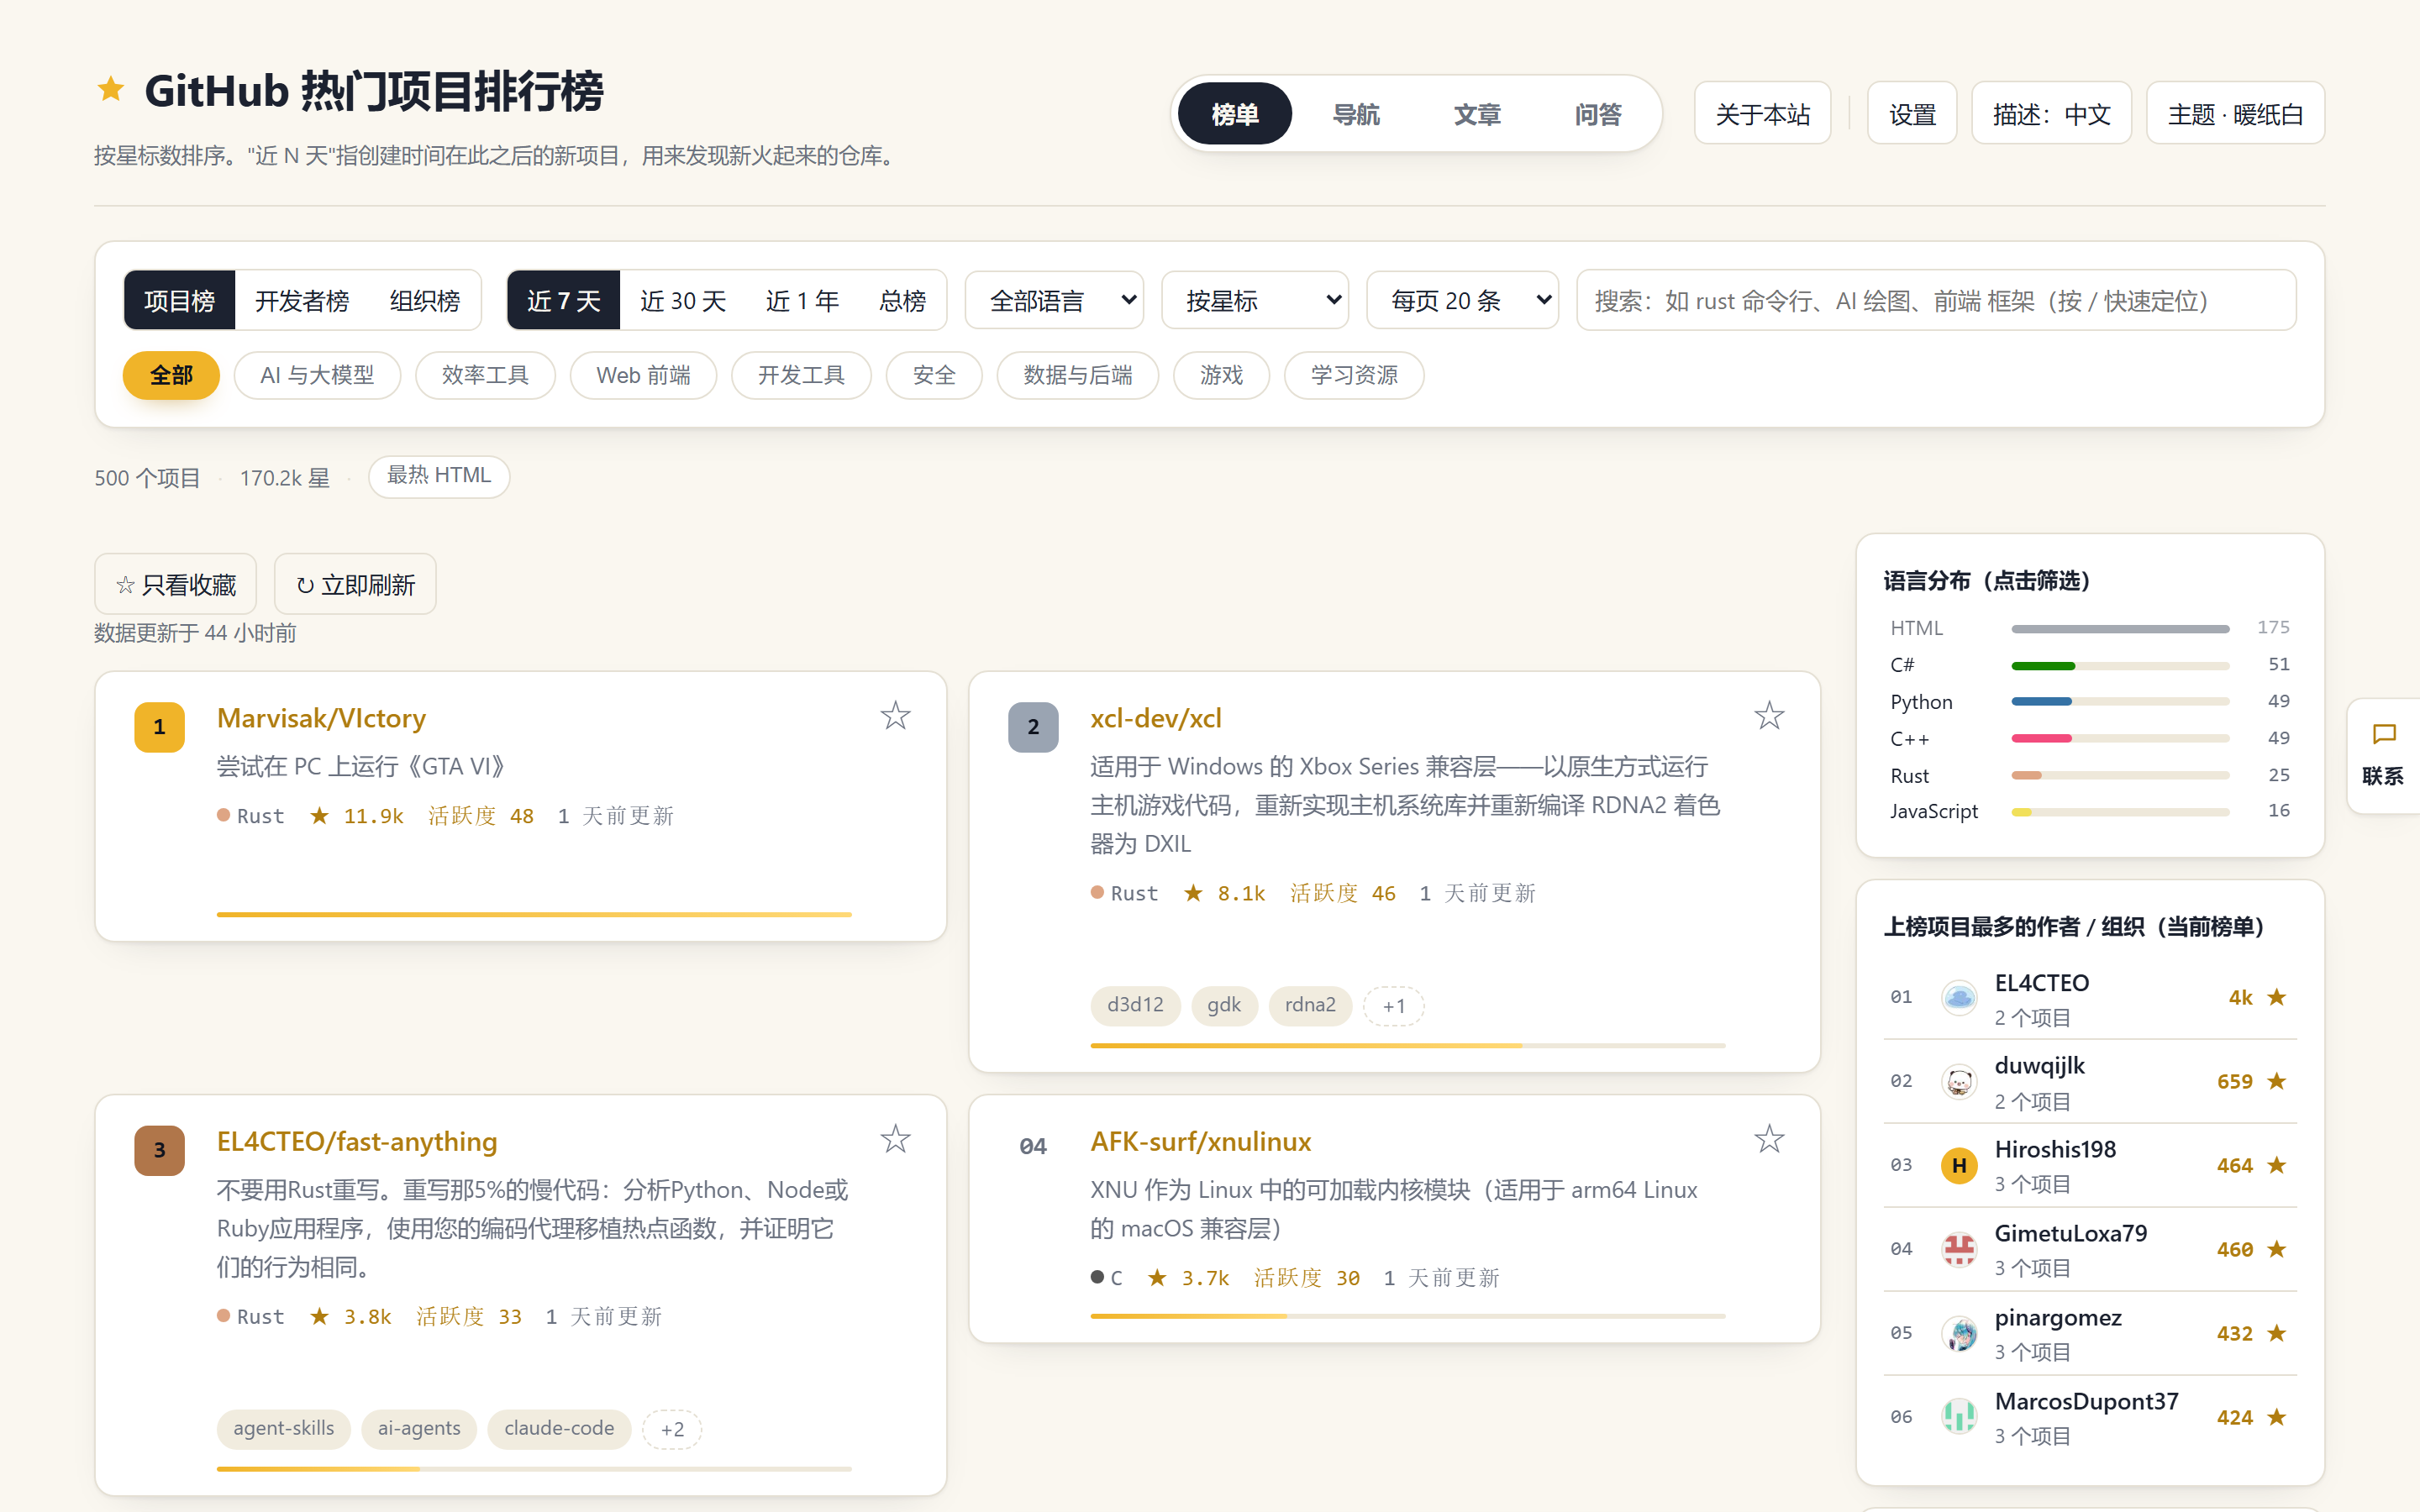 ★ GitHub 热门项目排行榜
按星标数排序。"近 N 天"指创建时间在此之后的新项目，用来发现新火起来的仓库。
榜单 导航 文章 问答 关于本站 设置 描述：中文 主题 · 暖纸白
项目榜 开发者榜 组织榜 近 7 天 近 30 天 近 1 年 总榜 全部语言 按星标 每页 20 条 搜索：如 rust 命令行、AI 绘图、前端 框架（按 / 快速定位）
全部 AI 与大模型 效率工具 Web 前端 开发工具 安全 数据与后端 游戏 学习资源
500 个项目 · 170.2k 星 · 最热 HTML
☆ 只看收藏 ↻ 立即刷新
数据更新于 44 小时前
1 Marvisak/VIctory ☆
尝试在 PC 上运行《GTA VI》
Rust ★ 11.9k 活跃度 48 1 天前更新
2 xcl-dev/xcl ☆
适用于 Windows 的 Xbox Series 兼容层——以原生方式运行
主机游戏代码，重新实现主机系统库并重新编译 RDNA2 着色
器为 DXIL
Rust ★ 8.1k 活跃度 46 1 天前更新
d3d12 gdk rdna2 +1
3 EL4CTEO/fast-anything ☆
不要用Rust重写。重写那5%的慢代码：分析Python、Node或
Ruby应用程序，使用您的编码代理移植热点函数，并证明它
们的行为相同。
Rust ★ 3.8k 活跃度 33 1 天前更新
agent-skills ai-agents claude-code +2
04 AFK-surf/xnulinux ☆
XNU 作为 Linux 中的可加载内核模块（适用于 arm64 Linux
的 macOS 兼容层）
C ★ 3.7k 活跃度 30 1 天前更新
语言分布（点击筛选）
HTML 175
C# 51
Python 49
C++ 49
Rust 25
JavaScript 16
上榜项目最多的作者 / 组织（当前榜单）
01 EL4CTEO 4k ★
2 个项目
02 duwqijlk 659 ★
2 个项目
03 H Hiroshis198 464 ★
3 个项目
04 GimetuLoxa79 460 ★
3 个项目
05 pinargomez 432 ★
3 个项目
06 MarcosDupont37 424 ★
3 个项目
联系